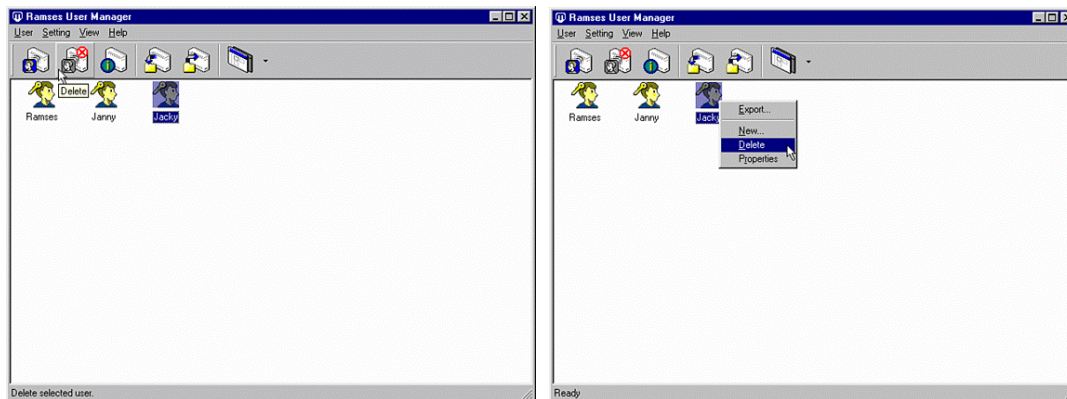 Ramses User Manager
User Setting View Help
Delete
Ramses Janny Jacky
Delete selected user.
Ramses User Manager
User Setting View Help
Ramses Janny Jacky
Export...
New...
Delete
Properties
Ready